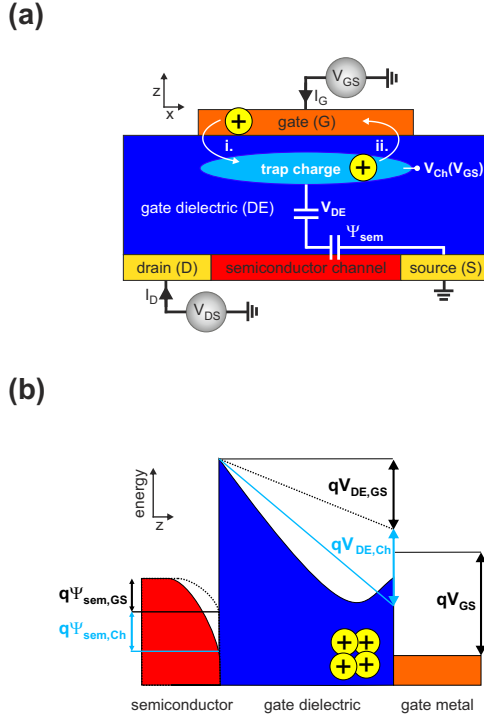 (a)
z
x
I_G
V_GS
gate (G)
+
i.
ii.
trap charge
+
V_Ch(V_GS)
gate dielectric (DE)
V_DE
Ψ_sem
drain (D)
semiconductor channel
source (S)
I_D
V_DS
(b)
energy
z
qV_DE,GS
qV_DE,Ch
qV_GS
qΨ_sem,GS
qΨ_sem,Ch
+ +
+ +
semiconductor gate dielectric gate metal